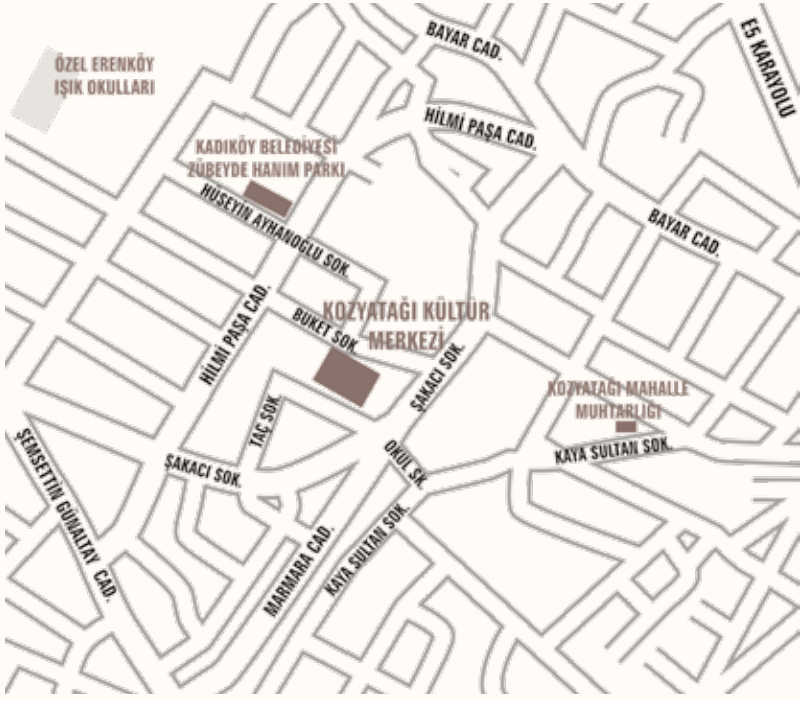 BAYAR CAD.
E5 KARAYOLU
ÖZEL ERENKÖY
IŞIK OKULLARI
HİLMİ PAŞA CAD.
KADIKÖY BELEDİYESİ
ZÜBEYDE HANIM PARKI
HÜSEYİN AYHANOĞLU SOK.
BAYAR CAD.
HİLMİ PAŞA CAD.
KOZYATAĞI KÜLTÜR
MERKEZİ
BUKET SOK.
ŞAKACI SOK.
KOZYATAĞI MAHALLE
MUHTARLIĞI
TAÇ SOK.
KAYA SULTAN SOK.
OKUL SK.
ŞAKACI SOK.
ŞEMSETTİN GÜNALTAY CAD.
MARMARA CAD.
KAYA SULTAN SOK.